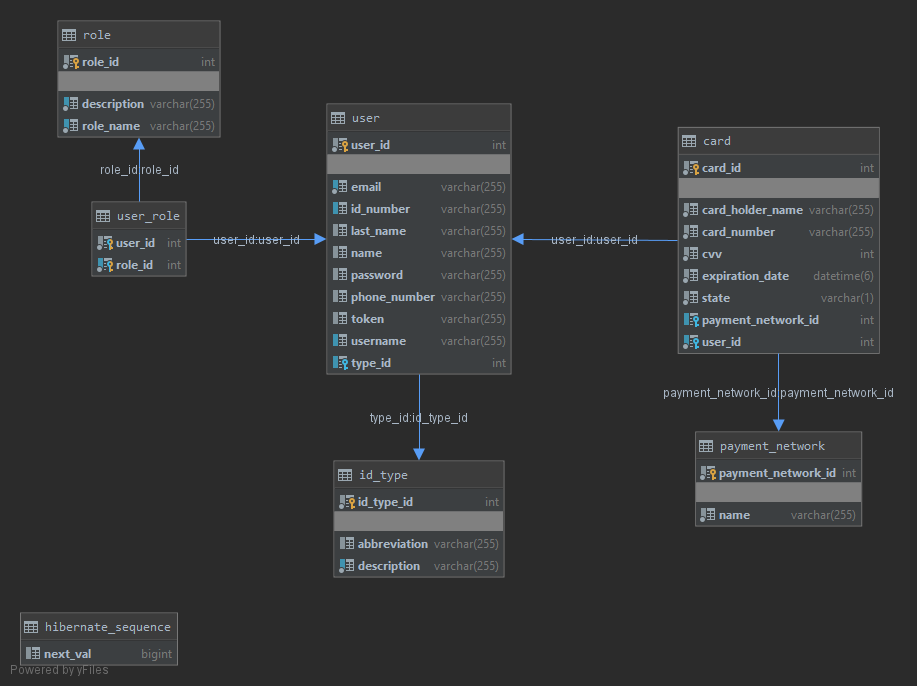 role
role_id int
description varchar(255)
role_name varchar(255)
role_id:role_id
user_role
user_id int
role_id int
user_id:user_id
user
user_id int
email varchar(255)
id_number varchar(255)
last_name varchar(255)
name varchar(255)
password varchar(255)
phone_number varchar(255)
token varchar(255)
username varchar(255)
type_id int
user_id:user_id
card
card_id int
card_holder_name varchar(255)
card_number varchar(255)
cvv int
expiration_date datetime(6)
state varchar(1)
payment_network_id int
user_id int
type_id:id_type_id
payment_network_id:payment_network_id
id_type
id_type_id int
abbreviation varchar(255)
description varchar(255)
payment_network
payment_network_id int
name varchar(255)
hibernate_sequence
next_val bigint
Powered by yFiles